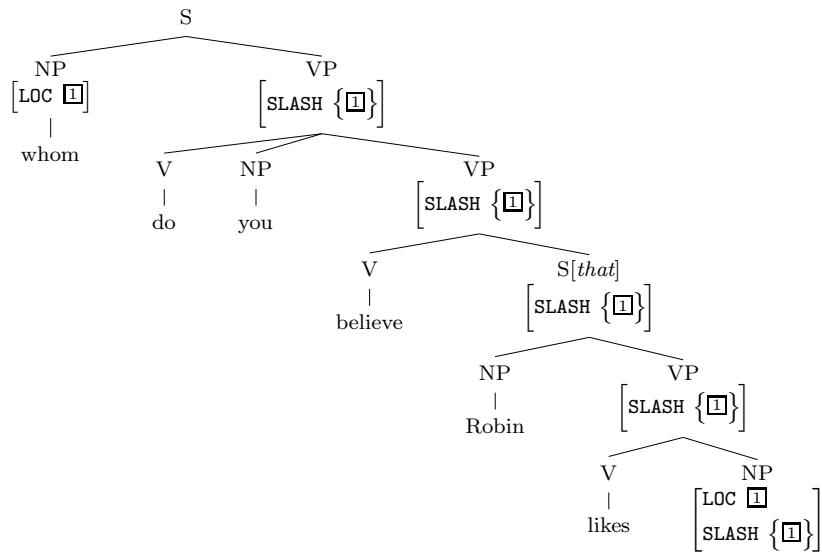 S
NP VP
[LOC 1] [SLASH {1}]
whom
V NP VP
do you [SLASH {1}]
V S[that]
believe [SLASH {1}]
NP VP
Robin [SLASH {1}]
V NP
likes [LOC 1
SLASH {1}]